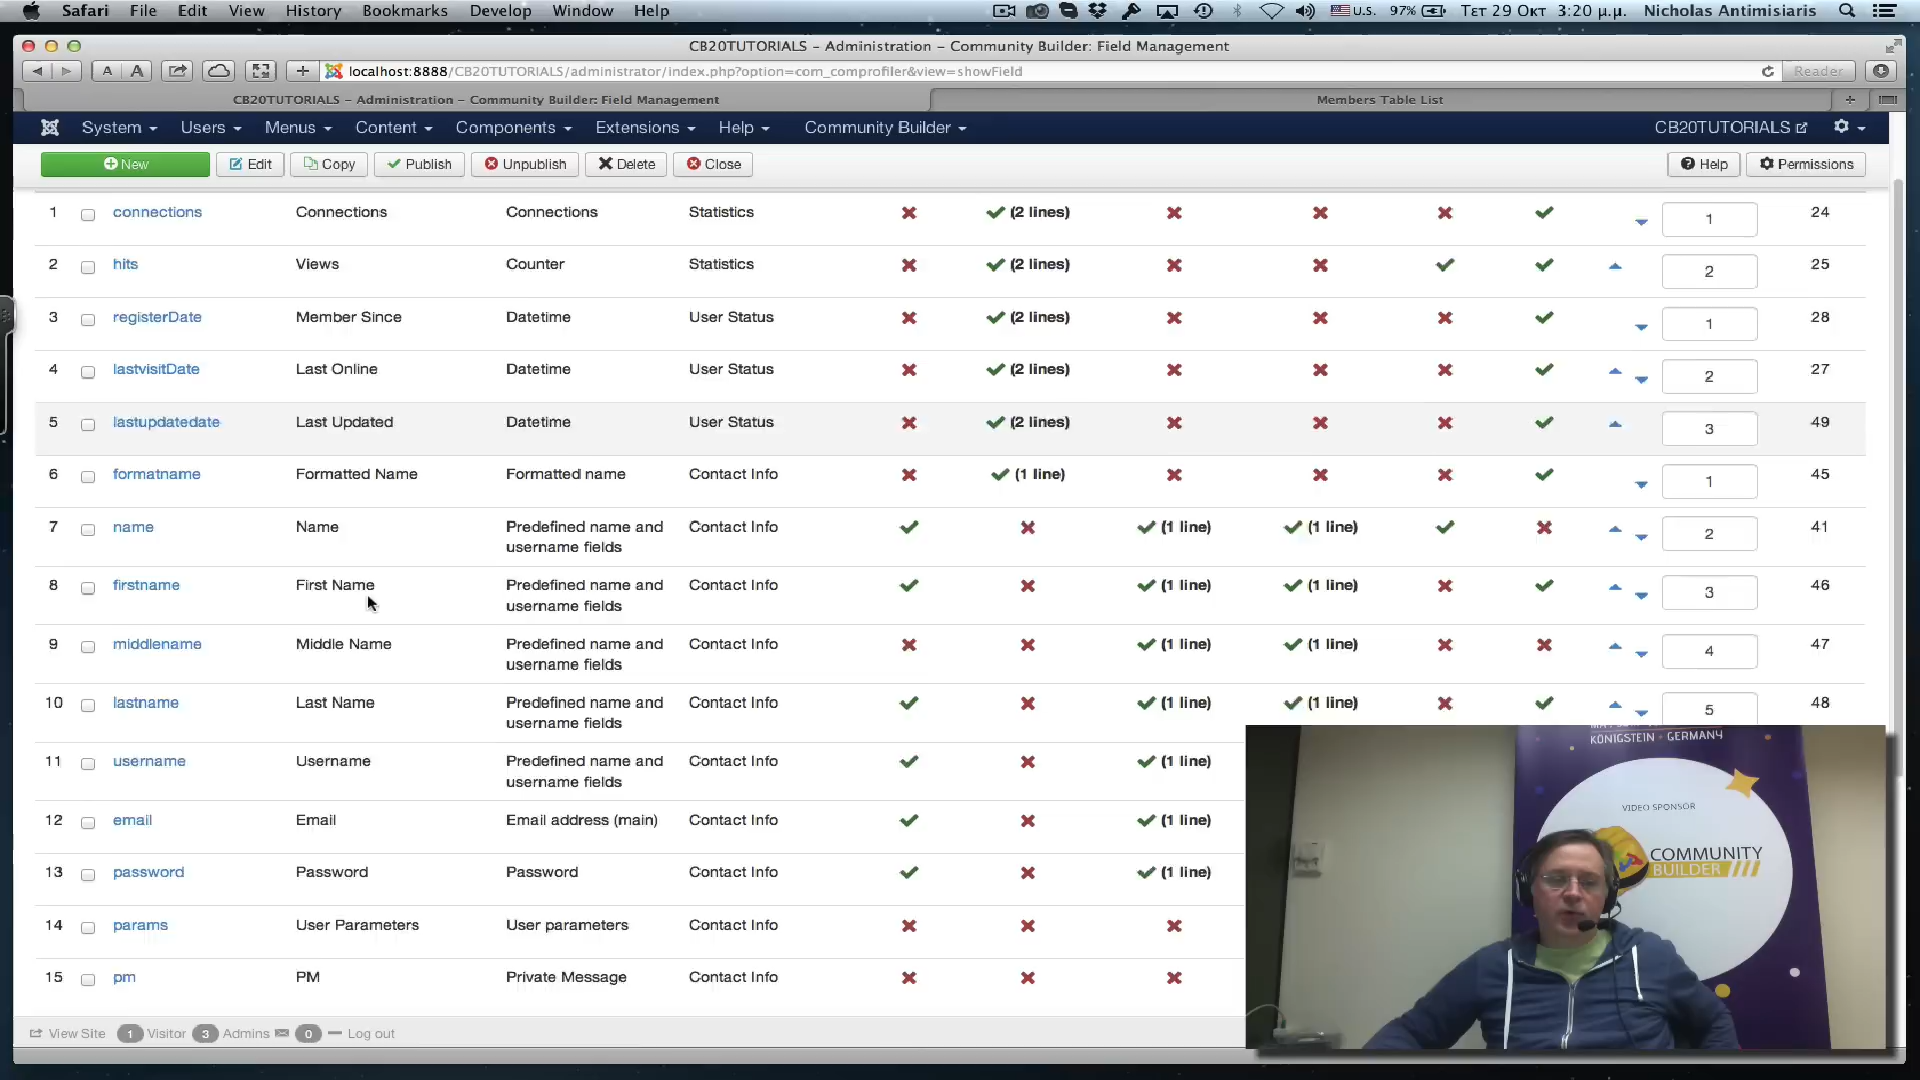 Safari File Edit View History Bookmarks Develop Window Help U.S. 97% Τετ 29 Οκτ 3:20 μ.μ. Nicholas Antimisiaris
CB20TUTORIALS – Administration – Community Builder: Field Management
A A localhost:8888/CB20TUTORIALS/administrator/index.php?option=com_comprofiler&view=showField Reader
CB20TUTORIALS – Administration – Community Builder: Field Management Members Table List
System Users Menus Content Components Extensions Help Community Builder CB20TUTORIALS
New Edit Copy Publish Unpublish Delete Close Help Permissions
1 connections Connections Connections Statistics (2 lines) 1 24
2 hits Views Counter Statistics (2 lines) 2 25
3 registerDate Member Since Datetime User Status (2 lines) 1 28
4 lastvisitDate Last Online Datetime User Status (2 lines) 2 27
5 lastupdatedate Last Updated Datetime User Status (2 lines) 3 49
6 formatname Formatted Name Formatted name Contact Info (1 line) 1 45
7 name Name Predefined name and Contact Info (1 line) (1 line) 2 41
username fields
8 firstname First Name Predefined name and Contact Info (1 line) (1 line) 3 46
username fields
9 middlename Middle Name Predefined name and Contact Info (1 line) (1 line) 4 47
username fields
10 lastname Last Name Predefined name and Contact Info (1 line) (1 line) 5 48
username fields
11 username Username Predefined name and Contact Info (1 line)
username fields
12 email Email Email address (main) Contact Info (1 line)
13 password Password Password Contact Info (1 line)
14 params User Parameters User parameters Contact Info
15 pm PM Private Message Contact Info
KÖNIGSTEIN · GERMANY
VIDEO SPONSOR
COMMUNITY
BUILDER
View Site 1 Visitor 3 Admins 0 Log out